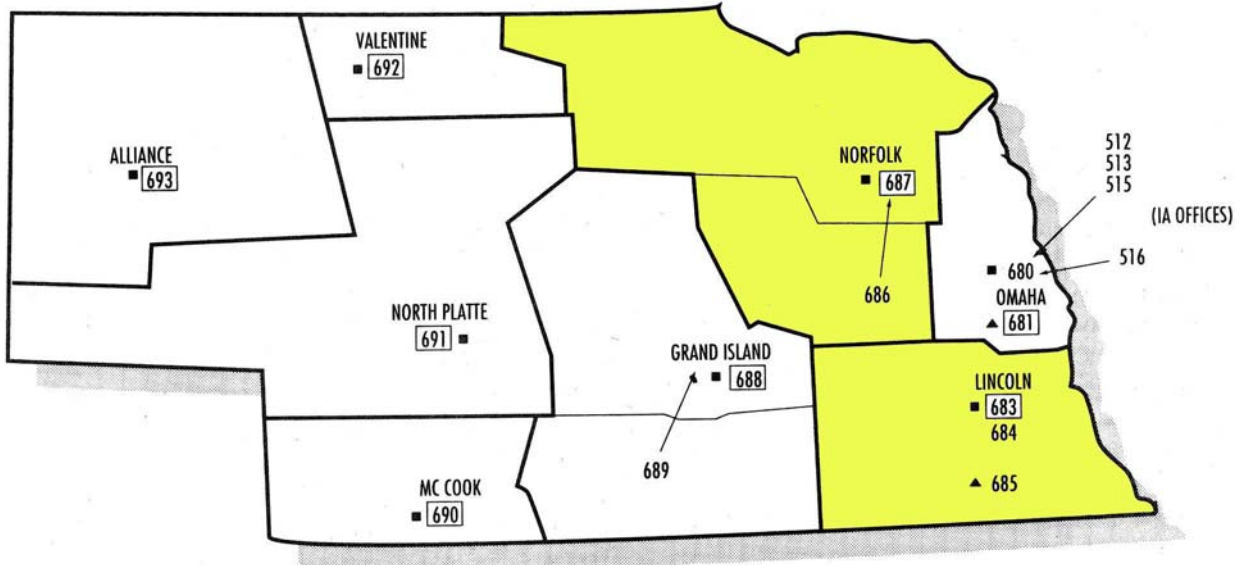 VALENTINE
692
ALLIANCE
693
NORFOLK
687
512
513
515
(IA OFFICES)
516
680
OMAHA
681
686
NORTH PLATTE
691
GRAND ISLAND
688
689
LINCOLN
683
684
685
MC COOK
690